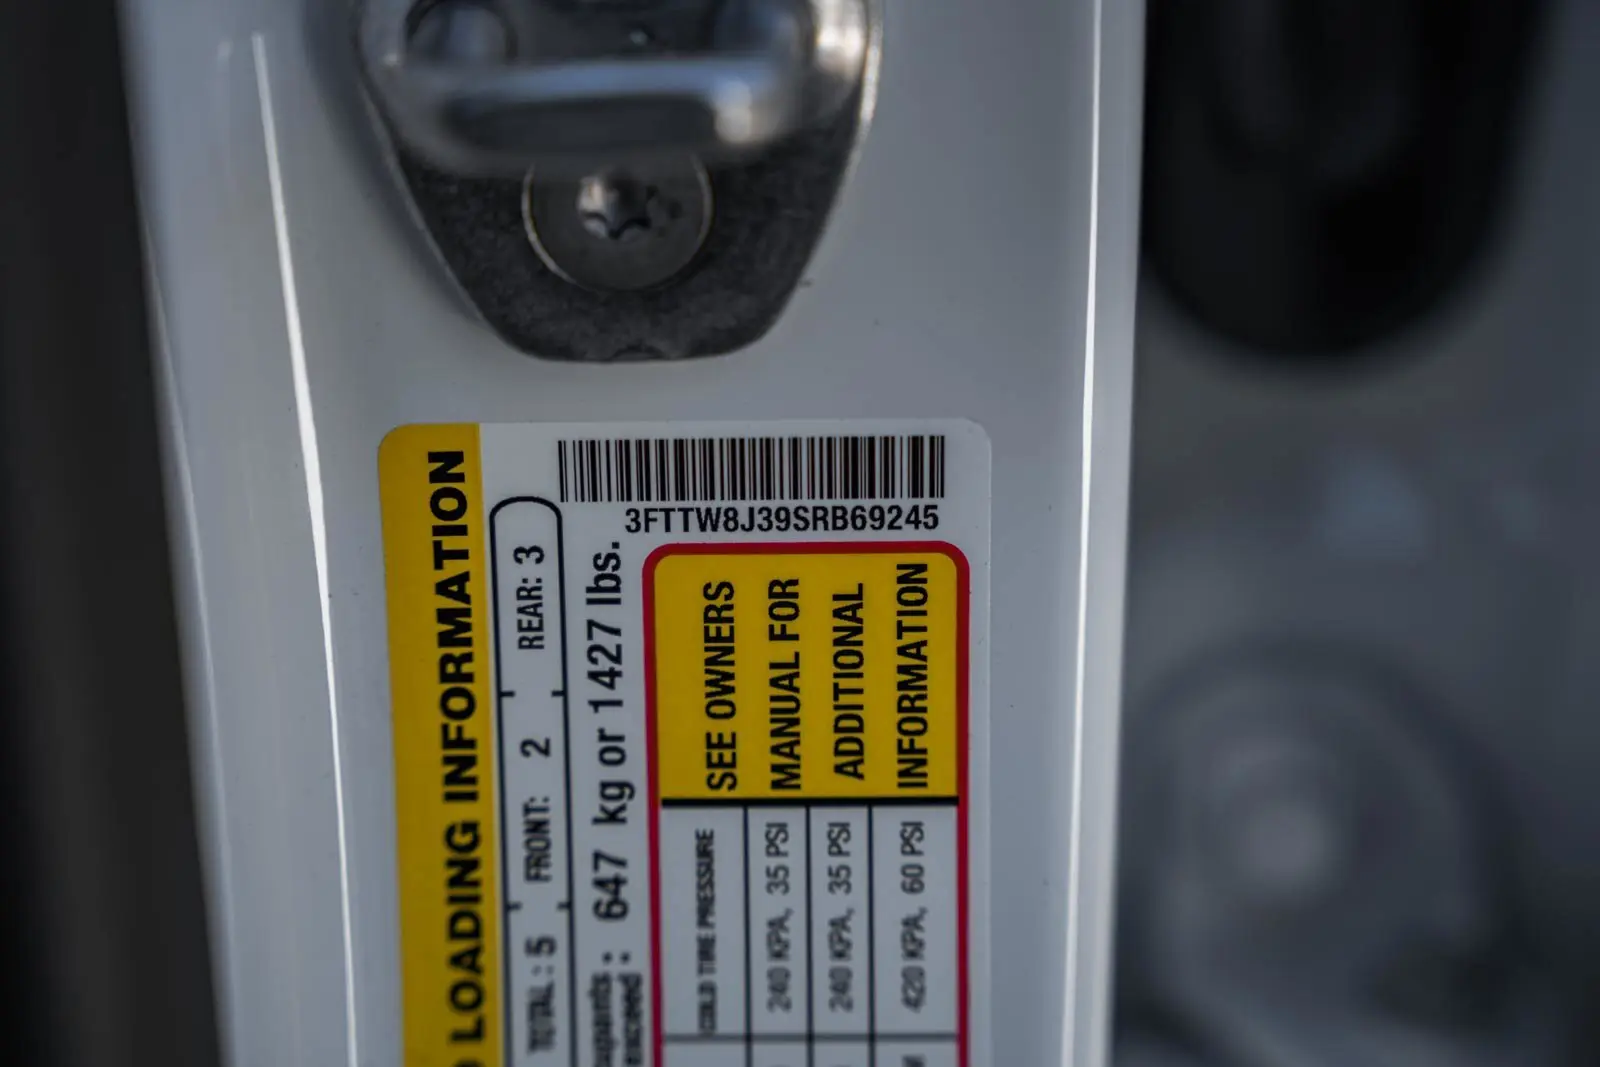 3FTTW8J39SRB69245
LOADING INFORMATION
TOTAL : 5 FRONT: 2 REAR: 3
647 kg or 1427 lbs.
exceed :
COLD TIRE PRESSURE
240 KPA, 35 PSI
240 KPA, 35 PSI
420 KPA, 60 PSI
SEE OWNERS
MANUAL FOR
ADDITIONAL
INFORMATION